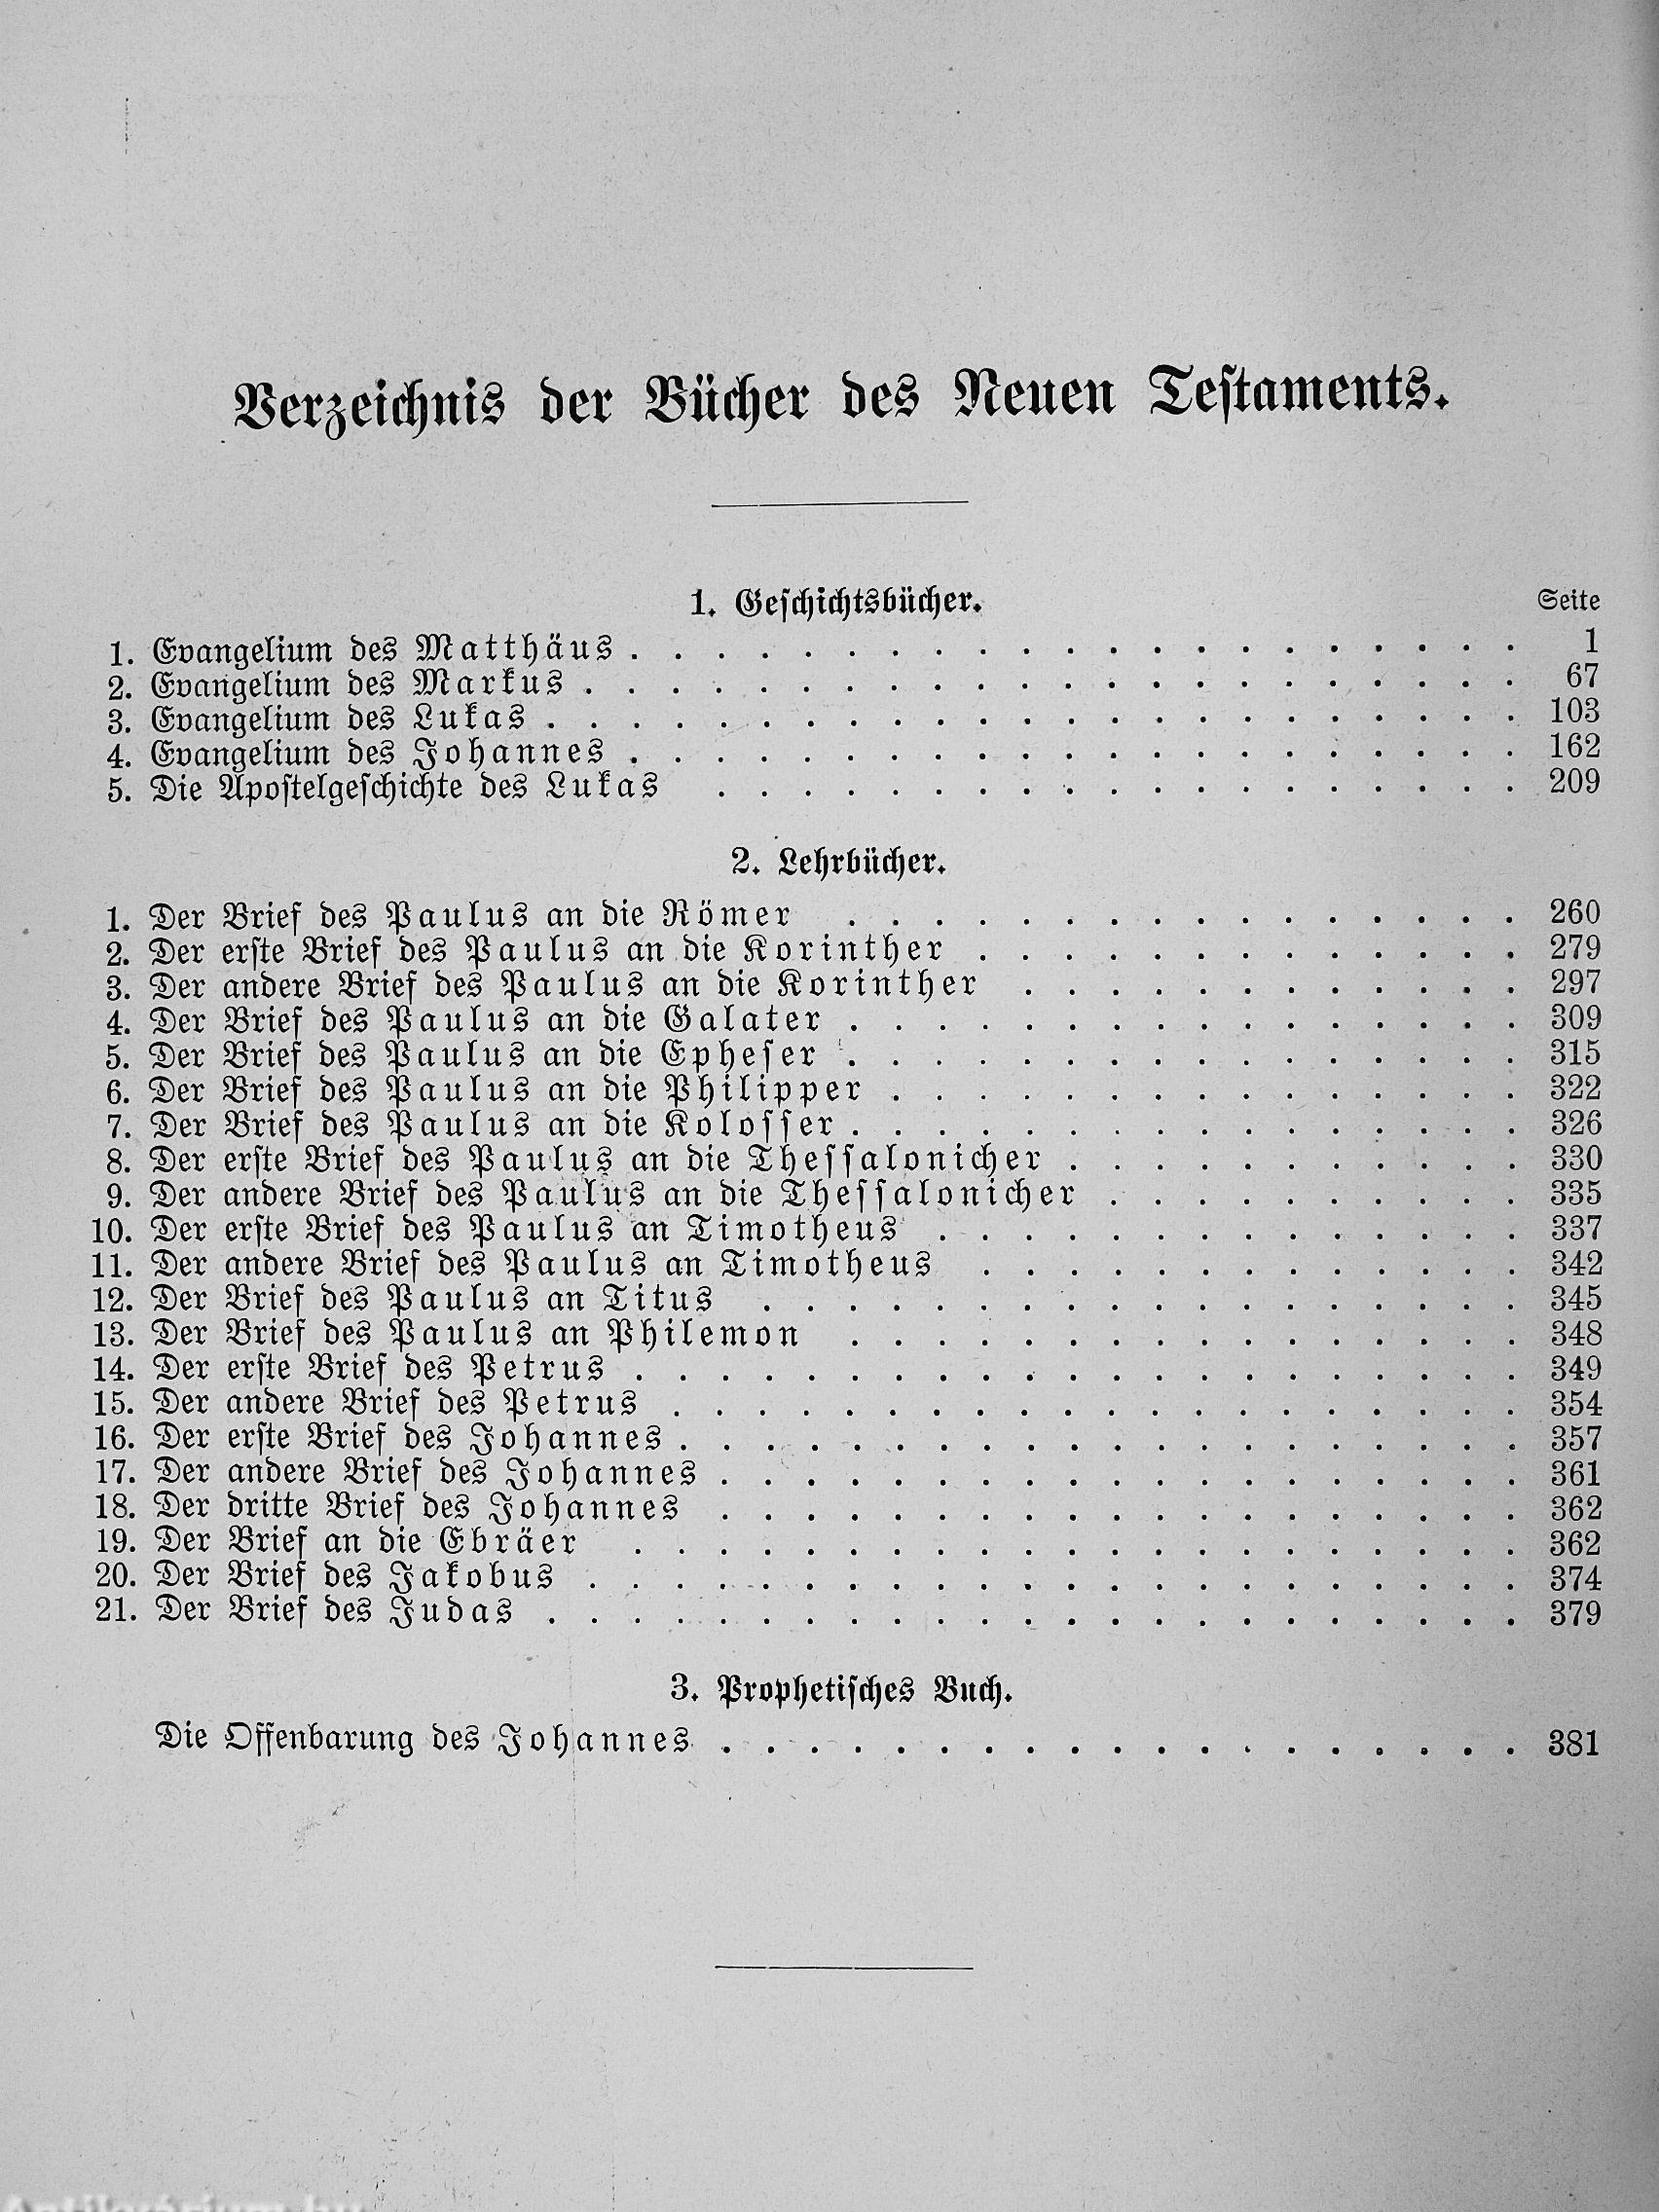 Verzeichnis der Bücher des Neuen Testaments.
1. Geſchichtsbücher. Seite
1. Evangelium des Matthäus . . . . . . . . . . . . . . . . . . . . . 1
2. Evangelium des Markus . . . . . . . . . . . . . . . . . . . . . . 67
3. Evangelium des Lukas . . . . . . . . . . . . . . . . . . . . . . . 103
4. Evangelium des Johannes . . . . . . . . . . . . . . . . . . . . . 162
5. Die Apoſtelgeſchichte des Lukas . . . . . . . . . . . . . . . . . . . 209
2. Lehrbücher.
1. Der Brief des Paulus an die Römer . . . . . . . . . . . . . . . . 260
2. Der erſte Brief des Paulus an die Korinther . . . . . . . . . . . . . 279
3. Der andere Brief des Paulus an die Korinther . . . . . . . . . . . . 297
4. Der Brief des Paulus an die Galater . . . . . . . . . . . . . . . . 309
5. Der Brief des Paulus an die Epheſer . . . . . . . . . . . . . . . . 315
6. Der Brief des Paulus an die Philipper . . . . . . . . . . . . . . . 322
7. Der Brief des Paulus an die Koloſſer . . . . . . . . . . . . . . . . 326
8. Der erſte Brief des Paulus an die Theſſalonicher . . . . . . . . . . . 330
9. Der andere Brief des Paulus an die Theſſalonicher . . . . . . . . . . 335
10. Der erſte Brief des Paulus an Timotheus . . . . . . . . . . . . . . 337
11. Der andere Brief des Paulus an Timotheus . . . . . . . . . . . . . 342
12. Der Brief des Paulus an Titus . . . . . . . . . . . . . . . . . . 345
13. Der Brief des Paulus an Philemon . . . . . . . . . . . . . . . . 348
14. Der erſte Brief des Petrus . . . . . . . . . . . . . . . . . . . . . 349
15. Der andere Brief des Petrus . . . . . . . . . . . . . . . . . . . . 354
16. Der erſte Brief des Johannes . . . . . . . . . . . . . . . . . . . . 357
17. Der andere Brief des Johannes . . . . . . . . . . . . . . . . . . . 361
18. Der dritte Brief des Johannes . . . . . . . . . . . . . . . . . . . 362
19. Der Brief an die Ebräer . . . . . . . . . . . . . . . . . . . . . 362
20. Der Brief des Jakobus . . . . . . . . . . . . . . . . . . . . . . 374
21. Der Brief des Judas . . . . . . . . . . . . . . . . . . . . . . . 379
3. Prophetiſches Buch.
Die Offenbarung des Johannes . . . . . . . . . . . . . . . . . . . 381